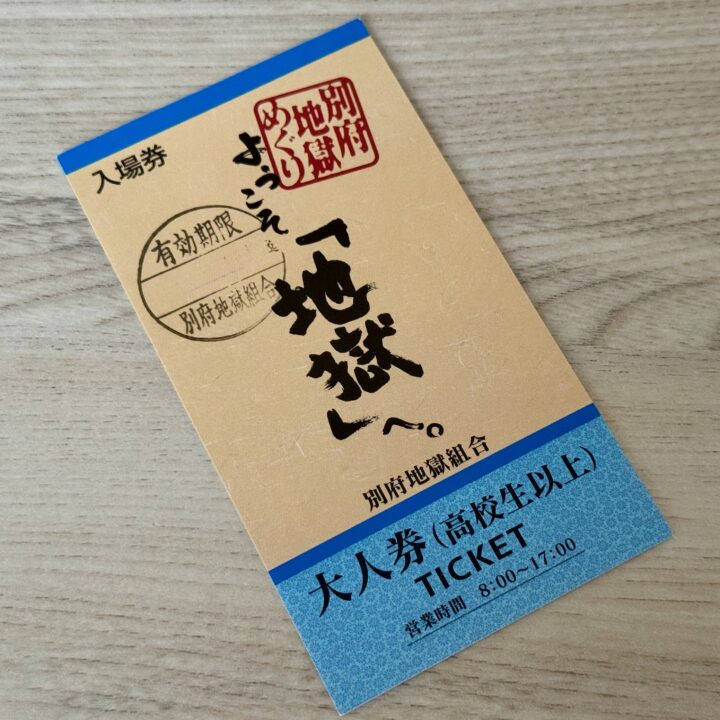 入場券
別府
地獄
めぐり
ようこそ
「地獄」へ。
有効期限
迄
別府地獄組合
別府地獄組合
大人券(高校生以上)
TICKET
営業時間 8:00~17:00